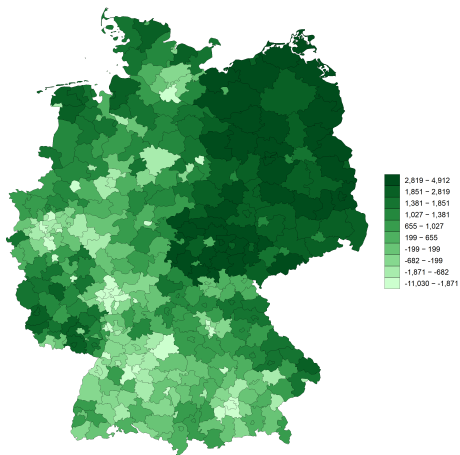 2,819 – 4,912
1,851 – 2,819
1,381 – 1,851
1,027 – 1,381
655 – 1,027
199 – 655
-199 – 199
-682 – -199
-1,871 – -682
-11,030 – -1,871